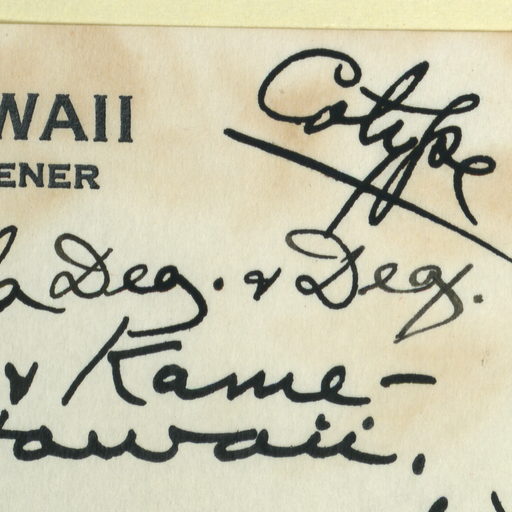 WAII
Cotype
ENER
a Deg. & Deg.
& Kame-
awaii,